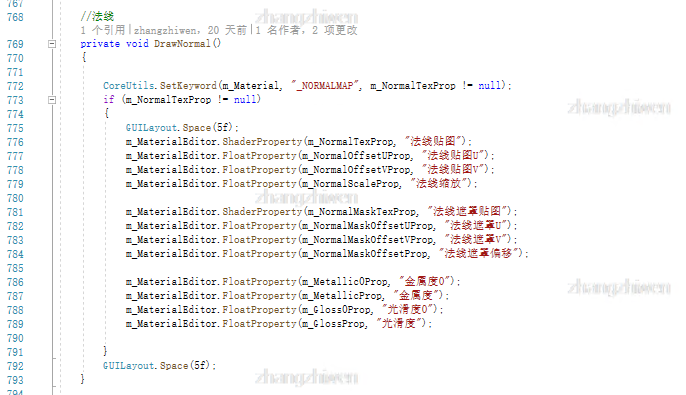 767
768 //法线
1 个引用|zhangzhiwen，20 天前|1 名作者，2 项更改
769 private void DrawNormal()
770 {
771
772 CoreUtils.SetKeyword(m_Material, "_NORMALMAP", m_NormalTexProp != null);
773 if (m_NormalTexProp != null)
774 {
775 GUILayout.Space(5f);
776 m_MaterialEditor.ShaderProperty(m_NormalTexProp, "法线贴图");
777 m_MaterialEditor.FloatProperty(m_NormalOffsetUProp, "法线贴图U");
778 m_MaterialEditor.FloatProperty(m_NormalOffsetVProp, "法线贴图V");
779 m_MaterialEditor.FloatProperty(m_NormalScaleProp, "法线缩放");
780
781 m_MaterialEditor.ShaderProperty(m_NormalMaskTexProp, "法线遮罩贴图");
782 m_MaterialEditor.FloatProperty(m_NormalMaskOffsetUProp, "法线遮罩U");
783 m_MaterialEditor.FloatProperty(m_NormalMaskOffsetVProp, "法线遮罩V");
784 m_MaterialEditor.FloatProperty(m_NormalMaskOffsetProp, "法线遮罩偏移");
785
786 m_MaterialEditor.FloatProperty(m_Metallic0Prop, "金属度0");
787 m_MaterialEditor.FloatProperty(m_MetallicProp, "金属度");
788 m_MaterialEditor.FloatProperty(m_Gloss0Prop, "光滑度0");
789 m_MaterialEditor.FloatProperty(m_GlossProp, "光滑度");
790
791 }
792 GUILayout.Space(5f);
793 }
794
zhangzhiwen
zhangzhiwen
zhangzhiwen
zhangzhiwen
zhangzhiwen
zhangzhiwen